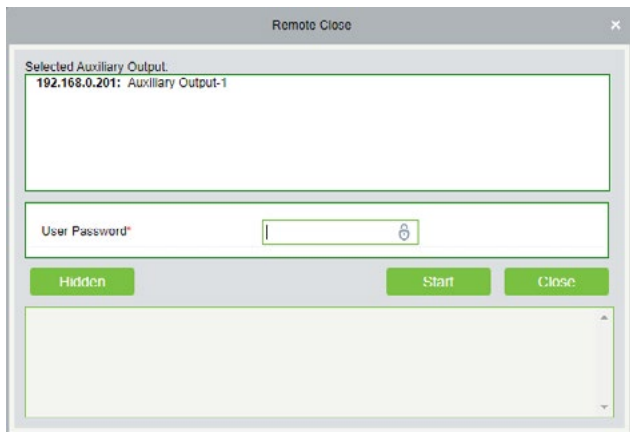 Remote Close
Selected Auxiliary Output:
192.168.0.201: Auxiliary Output-1
User Password*
Hidden Start Close